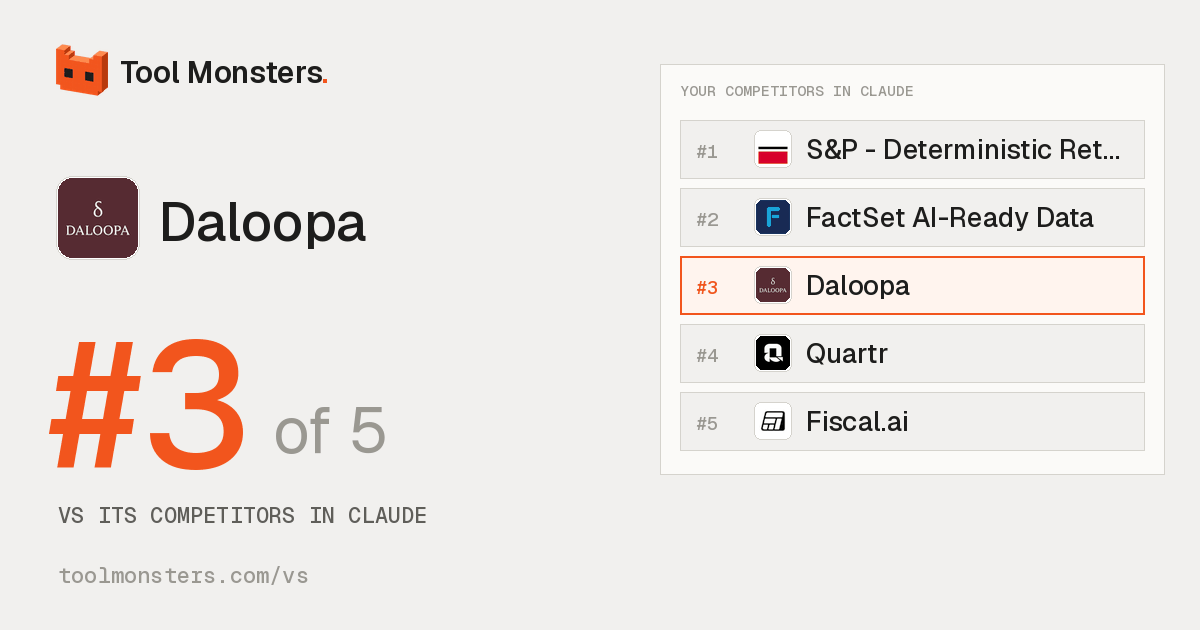 Tool Monsters.
δ
DALOOPA
Daloopa
#3 of 5
VS ITS COMPETITORS IN CLAUDE
toolmonsters.com/vs
YOUR COMPETITORS IN CLAUDE
#1 S&P - Deterministic Ret...
#2 F FactSet AI-Ready Data
#3 δ DALOOPA Daloopa
#4 Quartr
#5 Fiscal.ai